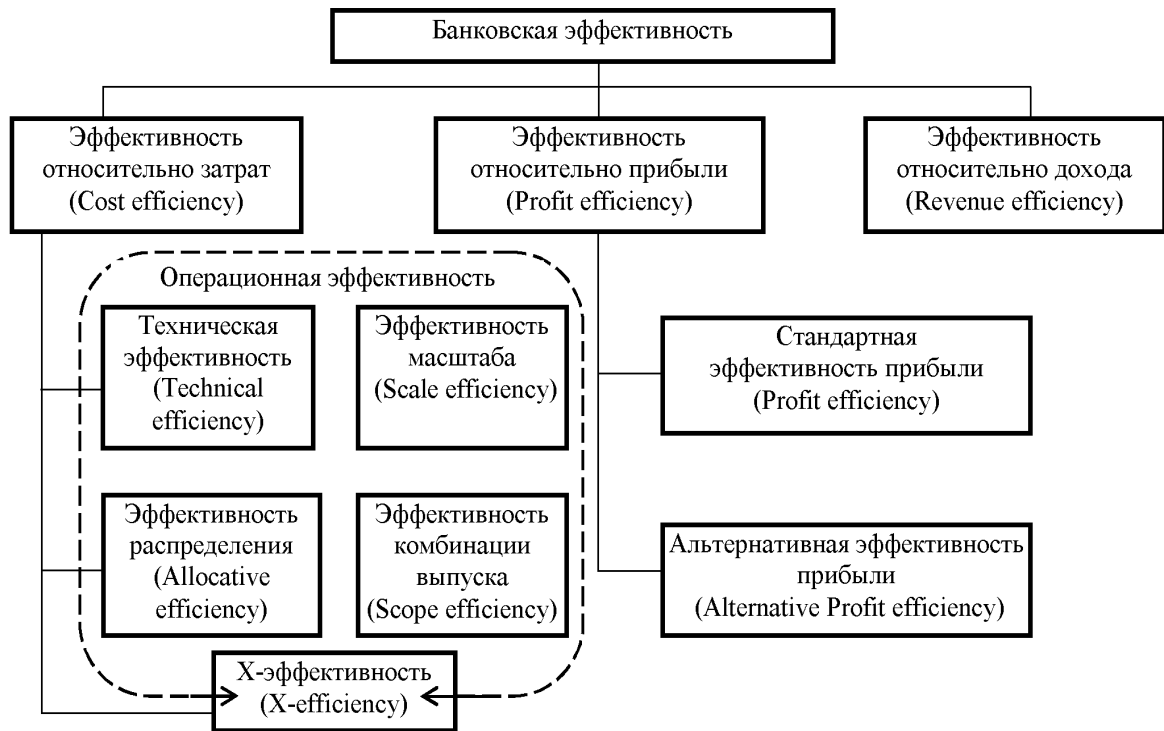 Банковская эффективность
Эффективность
относительно затрат
(Cost efficiency)
Эффективность
относительно прибыли
(Profit efficiency)
Эффективность
относительно дохода
(Revenue efficiency)
Операционная эффективность
Техническая
эффективность
(Technical
efficiency)
Эффективность
масштаба
(Scale efficiency)
Стандартная
эффективность прибыли
(Profit efficiency)
Эффективность
распределения
(Allocative
efficiency)
Эффективность
комбинации
выпуска
(Scope efficiency)
Альтернативная эффективность
прибыли
(Alternative Profit efficiency)
Х-эффективность
(X-efficiency)